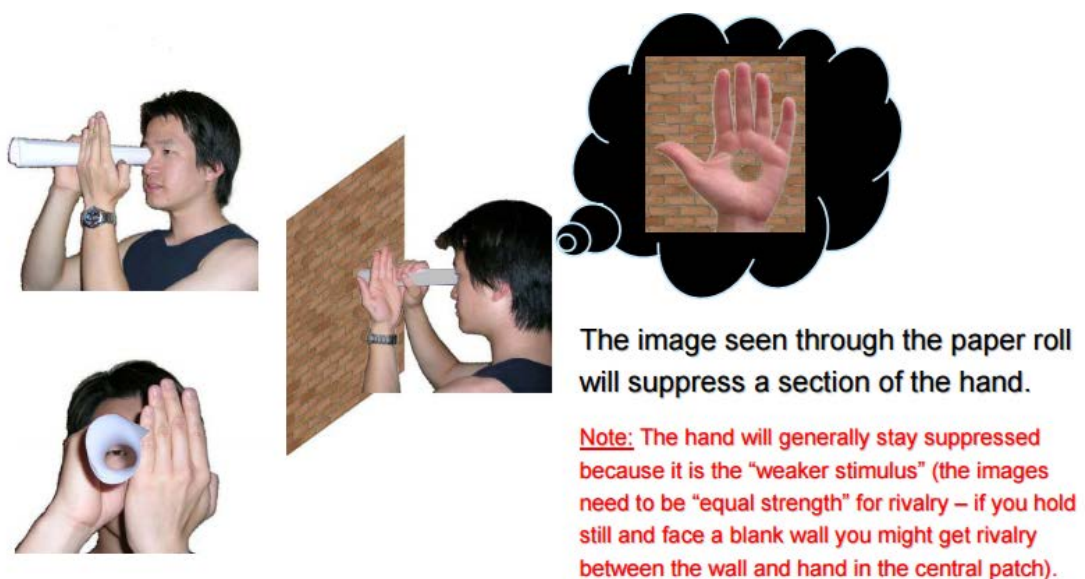 The image seen through the paper roll
will suppress a section of the hand.
Note: The hand will generally stay suppressed
because it is the “weaker stimulus” (the images
need to be “equal strength” for rivalry – if you hold
still and face a blank wall you might get rivalry
between the wall and hand in the central patch).